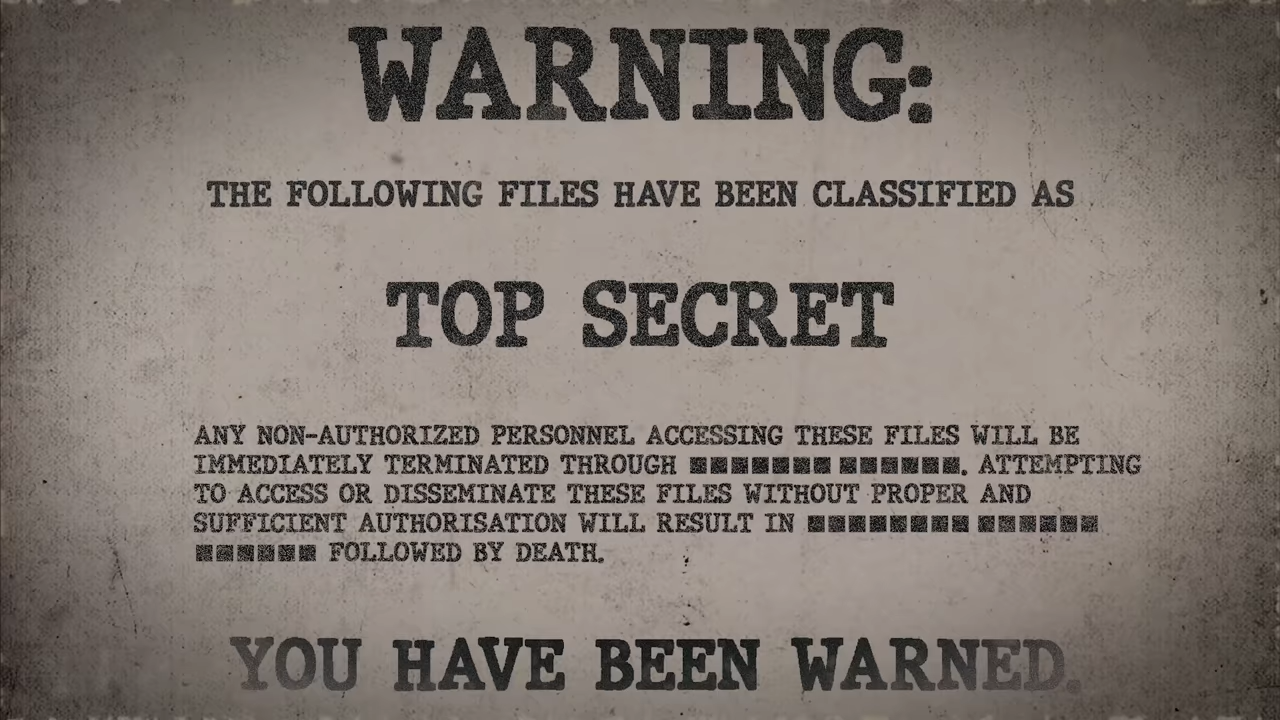 WARNING:
THE FOLLOWING FILES HAVE BEEN CLASSIFIED AS
TOP SECRET
ANY NON-AUTHORIZED PERSONNEL ACCESSING THESE FILES WILL BE
IMMEDIATELY TERMINATED THROUGH ■■■■■■■ ■■■■■■. ATTEMPTING
TO ACCESS OR DISSEMINATE THESE FILES WITHOUT PROPER AND
SUFFICIENT AUTHORISATION WILL RESULT IN ■■■■■■■■ ■■■■■■
■■■■■■ FOLLOWED BY DEATH.
YOU HAVE BEEN WARNED.